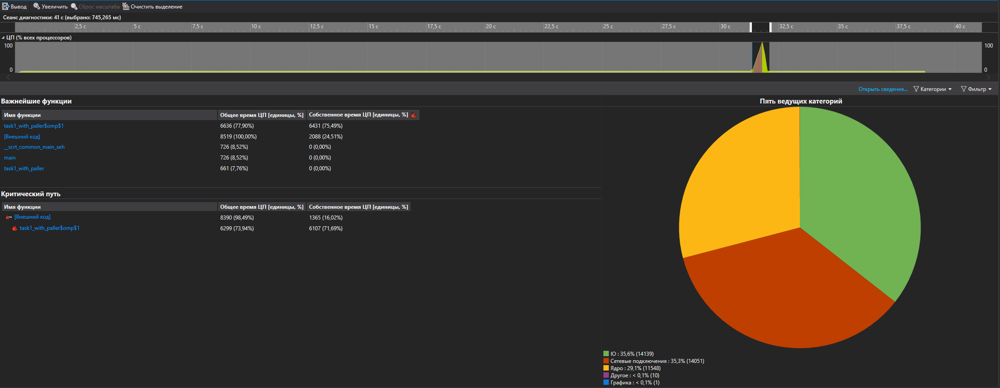 Вывод Увеличить Сброс масштаба Очистить выделение
Сеанс диагностики: 41 с (выбрано: 745,265 мс)
2,5 с 5 с 7,5 с 10 с 12,5 с 15 с 17,5 с 20 с 22,5 с 25 с 27,5 с 30 с 32,5 с 35 с 37,5 с 40 с
ЦП (% всех процессоров)
100 100
0 0
Открыть сведения... Категории Фильтр
Важнейшие функции
Имя функции Общее время ЦП [единицы, %] Собственное время ЦП [единицы, %]
task1_with_paller$omp$1 6636 (77,90%) 6431 (75,49%)
[Внешний код] 8519 (100,00%) 2088 (24,51%)
__scrt_common_main_seh 726 (8,52%) 0 (0,00%)
main 726 (8,52%) 0 (0,00%)
task1_with_paller 661 (7,76%) 0 (0,00%)
Критический путь
Имя функции Общее время ЦП [единицы, %] Собственное время ЦП [единицы, %]
[Внешний код] 8390 (98,49%) 1365 (16,02%)
task1_with_paller$omp$1 6299 (73,94%) 6107 (71,69%)
Пять ведущих категорий
IO : 35,6% (14139)
Сетевые подключения : 35,3% (14051)
Ядро : 29,1% (11548)
Другое : < 0,1% (10)
Графика : < 0,1% (1)